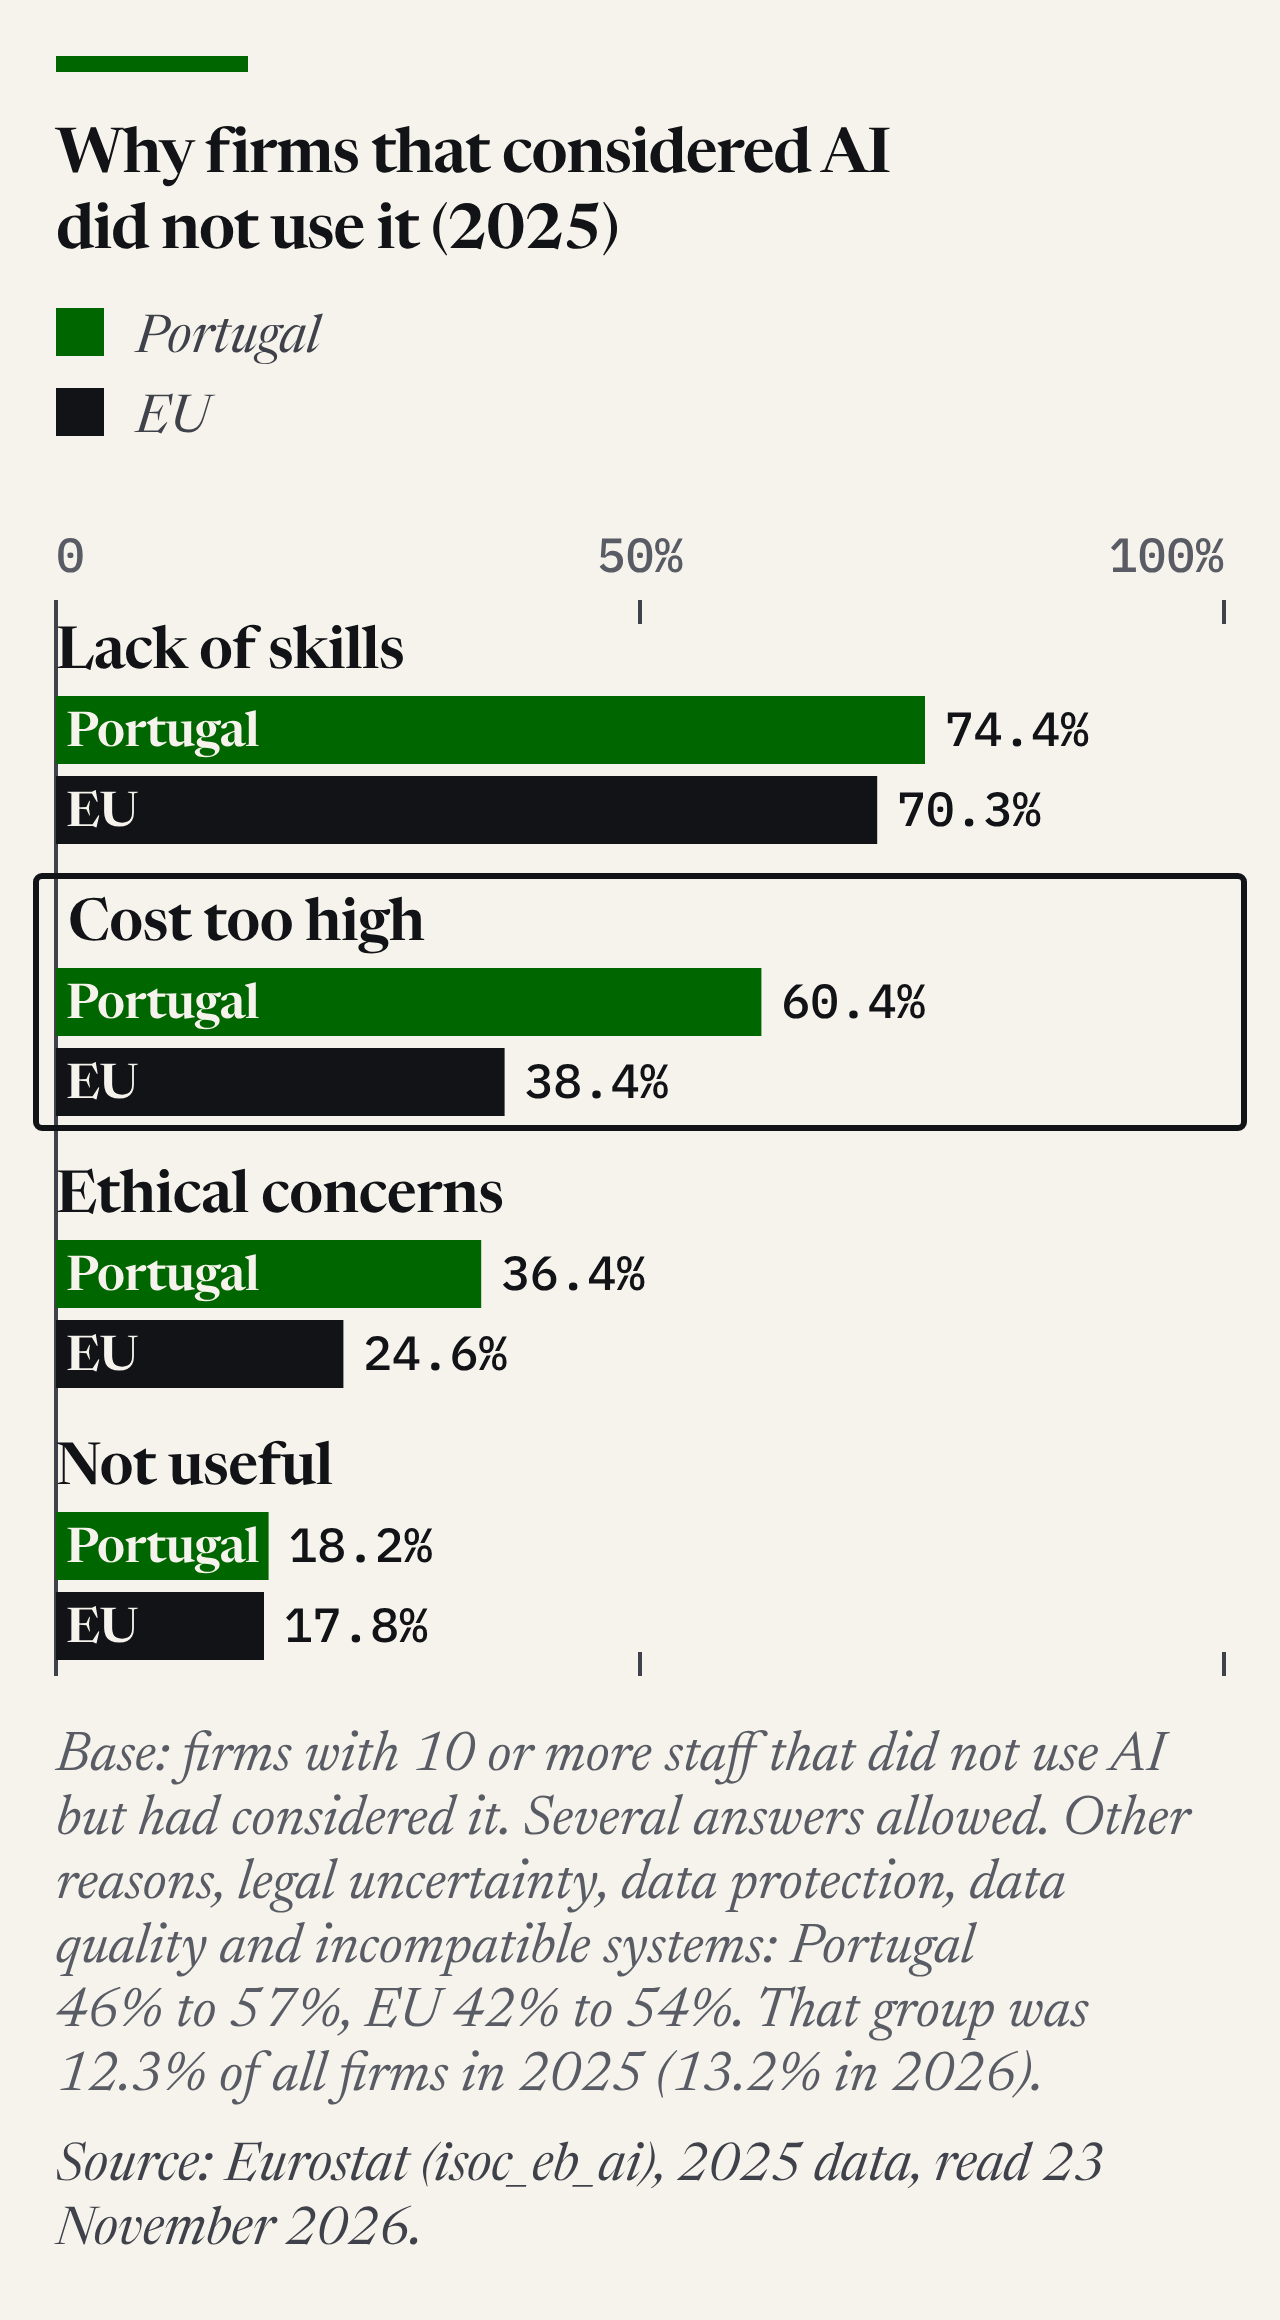 Why firms that considered AI
did not use it (2025)
Portugal
EU
0 50% 100%
Lack of skills
Portugal 74.4%
EU 70.3%
Cost too high
Portugal 60.4%
EU 38.4%
Ethical concerns
Portugal 36.4%
EU 24.6%
Not useful
Portugal 18.2%
EU 17.8%
Base: firms with 10 or more staff that did not use AI
but had considered it. Several answers allowed. Other
reasons, legal uncertainty, data protection, data
quality and incompatible systems: Portugal
46% to 57%, EU 42% to 54%. That group was
12.3% of all firms in 2025 (13.2% in 2026).
Source: Eurostat (isoc_eb_ai), 2025 data, read 23
November 2026.